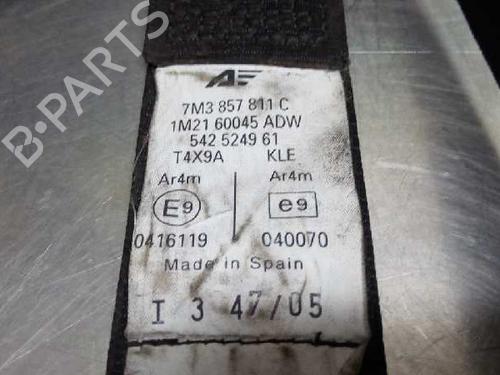 AE
7M3 857 811 C
1M21 60045 ADW
542 5249 61
T4X9A KLE
Ar4m Ar4m
E9 e9
0416119 040070
Made in Spain
I 3 47/05
B-PARTS